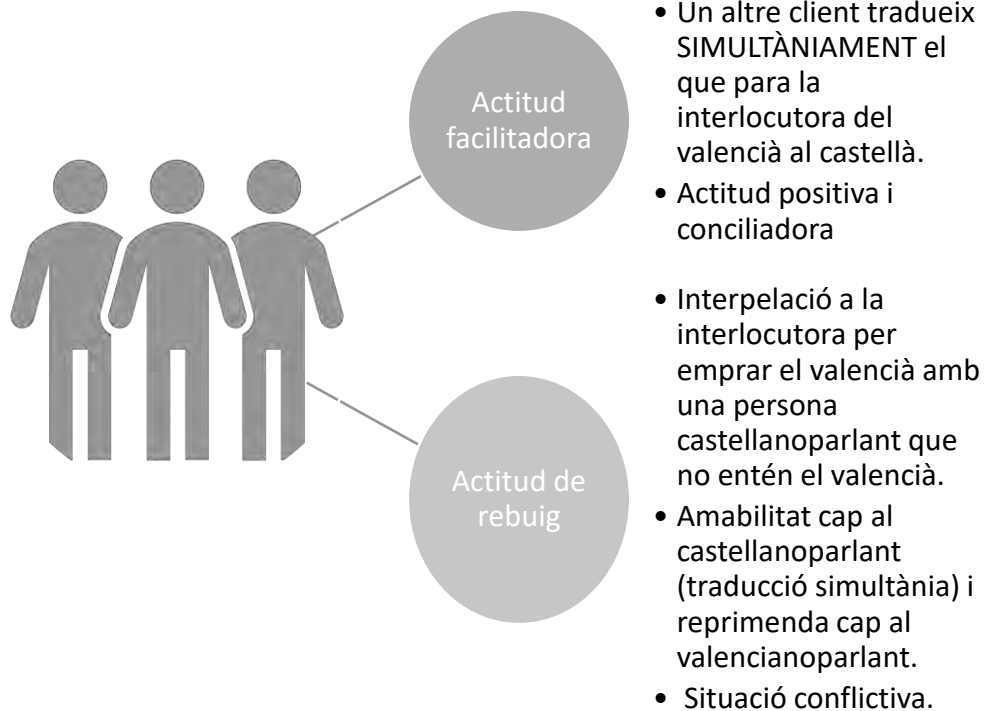 Actitud
facilitadora
• Un altre client tradueix
SIMULTÀNIAMENT el
que para la
interlocutora del
valencià al castellà.
• Actitud positiva i
conciliadora
Actitud de
rebuig
• Interpelació a la
interlocutora per
emprar el valencià amb
una persona
castellanoparlant que
no entén el valencià.
• Amabilitat cap al
castellanoparlant
(traducció simultània) i
reprimenda cap al
valencianoparlant.
• Situació conflictiva.